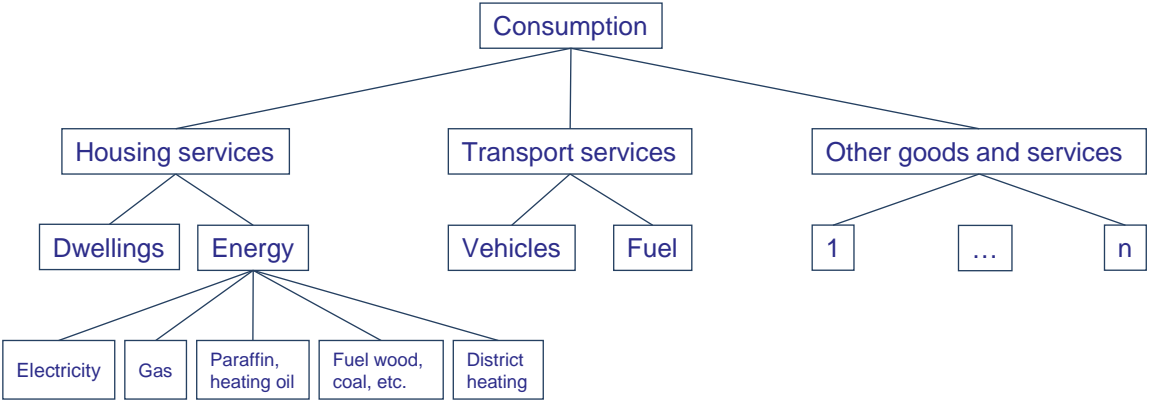 Consumption
Housing services
Transport services
Other goods and services
Dwellings
Energy
Vehicles
Fuel
1
…
n
Electricity
Gas
Paraffin,
heating oil
Fuel wood,
coal, etc.
District
heating